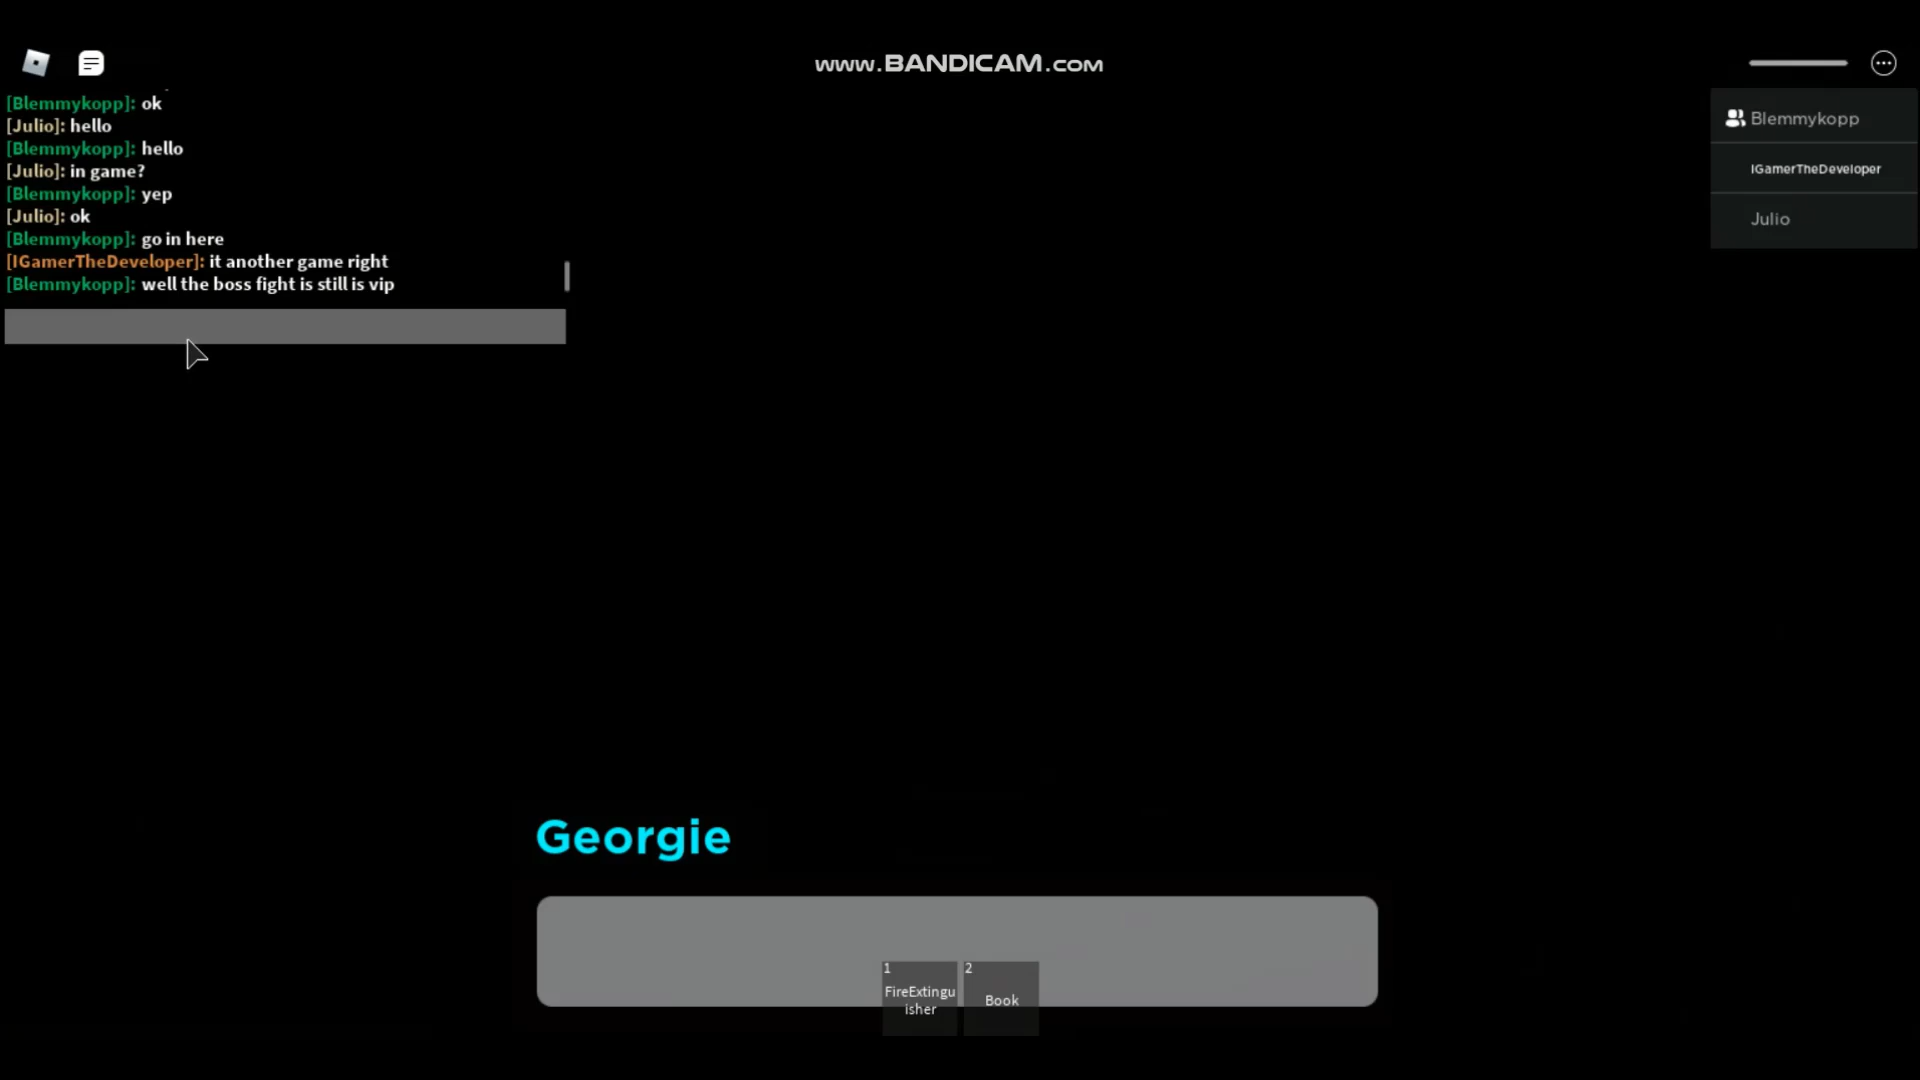 www.BANDICAM.com
[Blemmykopp]: ok
[Julio]: hello
[Blemmykopp]: hello
[Julio]: in game?
[Blemmykopp]: yep
[Julio]: ok
[Blemmykopp]: go in here
[IGamerTheDeveloper]: it another game right
[Blemmykopp]: well the boss fight is still is vip
Blemmykopp
IGamerTheDeveloper
Julio
Georgie
1
FireExtingu
isher
2
Book